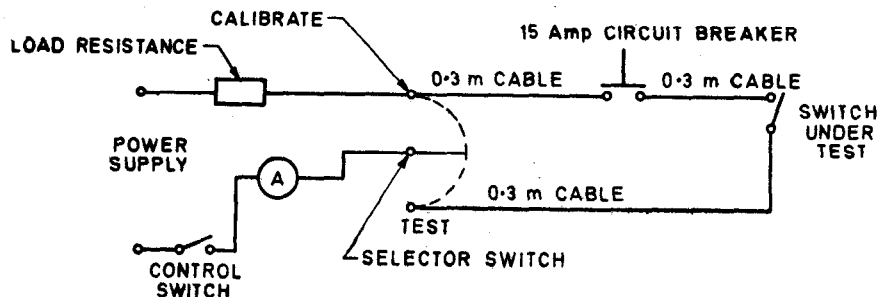 CALIBRATE
15 Amp CIRCUIT BREAKER
LOAD RESISTANCE
0·3 m CABLE
0·3 m CABLE
SWITCH
UNDER
TEST
POWER
SUPPLY
A
0·3 m CABLE
TEST
SELECTOR SWITCH
CONTROL
SWITCH